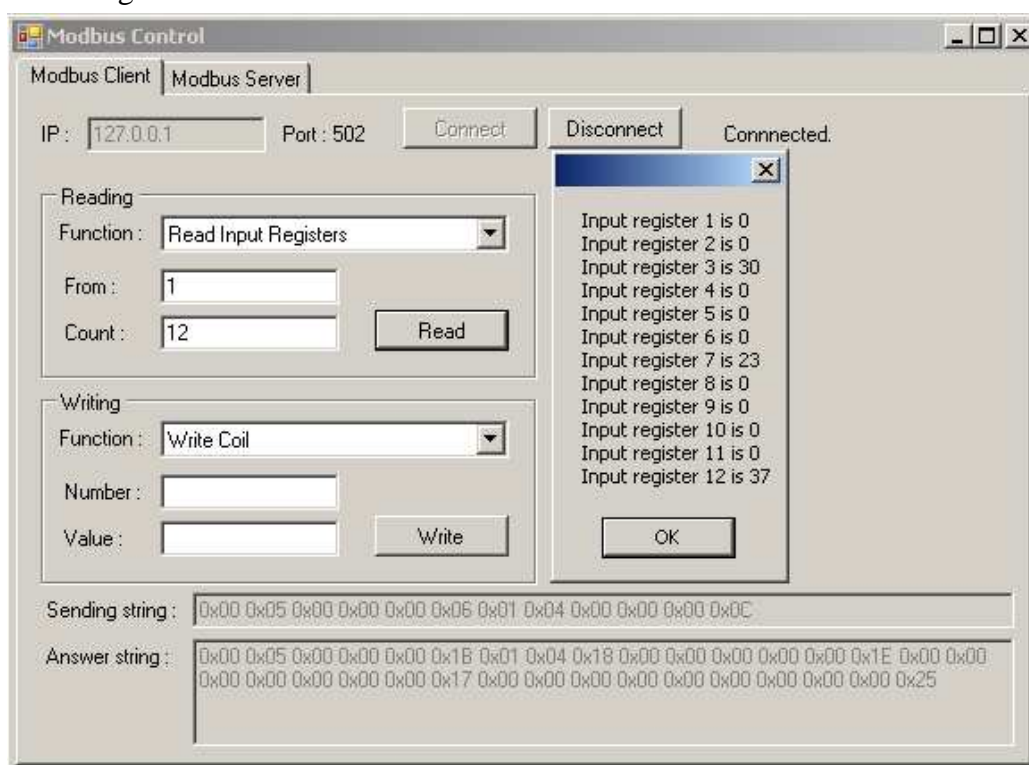 Modbus Control
Modbus Client Modbus Server
IP : 127.0.0.1 Port : 502 Connect Disconnect Connnected.
Reading
Function : Read Input Registers
From : 1
Count : 12 Read
Writing
Function : Write Coil
Number :
Value : Write
Input register 1 is 0
Input register 2 is 0
Input register 3 is 30
Input register 4 is 0
Input register 5 is 0
Input register 6 is 0
Input register 7 is 23
Input register 8 is 0
Input register 9 is 0
Input register 10 is 0
Input register 11 is 0
Input register 12 is 37
OK
Sending string : 0x00 0x05 0x00 0x00 0x00 0x06 0x01 0x04 0x00 0x00 0x00 0x0C
Answer string : 0x00 0x05 0x00 0x00 0x00 0x1B 0x01 0x04 0x18 0x00 0x00 0x00 0x00 0x00 0x1E 0x00 0x00
0x00 0x00 0x00 0x00 0x00 0x17 0x00 0x00 0x00 0x00 0x00 0x00 0x00 0x00 0x00 0x25